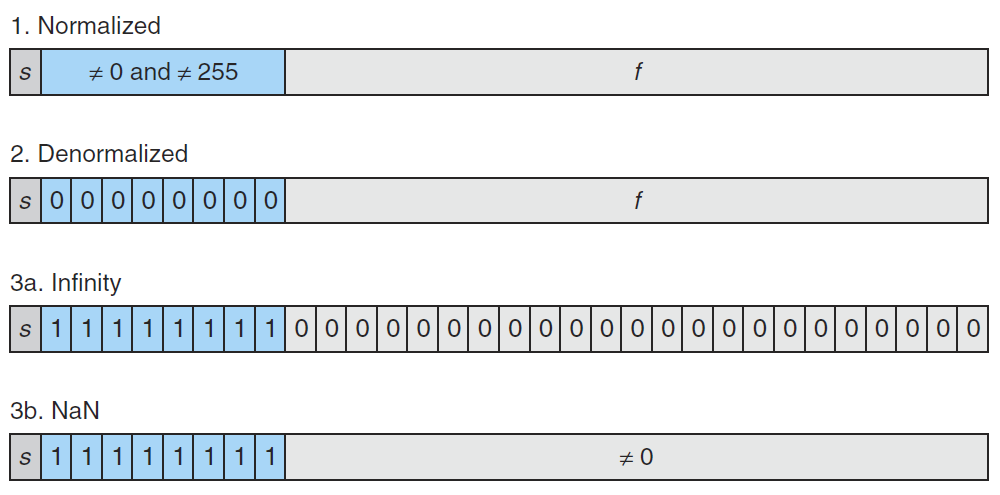 1. Normalized
s ≠ 0 and ≠ 255 f
2. Denormalized
s 0 0 0 0 0 0 0 0 f
3a. Infinity
s 1 1 1 1 1 1 1 1 0 0 0 0 0 0 0 0 0 0 0 0 0 0 0 0 0 0 0 0 0 0 0
3b. NaN
s 1 1 1 1 1 1 1 1 ≠ 0